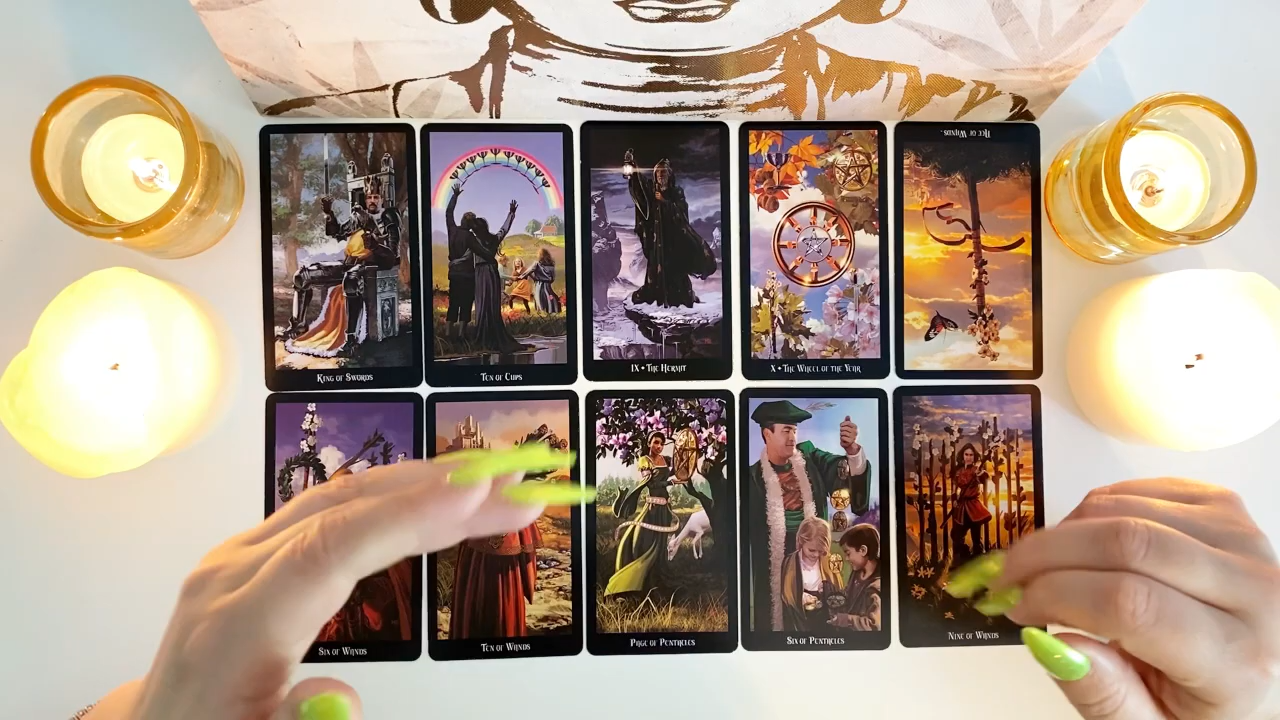 King of Swords
Ten of Cups
IX • The Hermit
X • The Wheel of the Year
Ace of Wands
Six of Wands
Ten of Wands
Page of Pentacles
Six of Pentacles
Nine of Wands